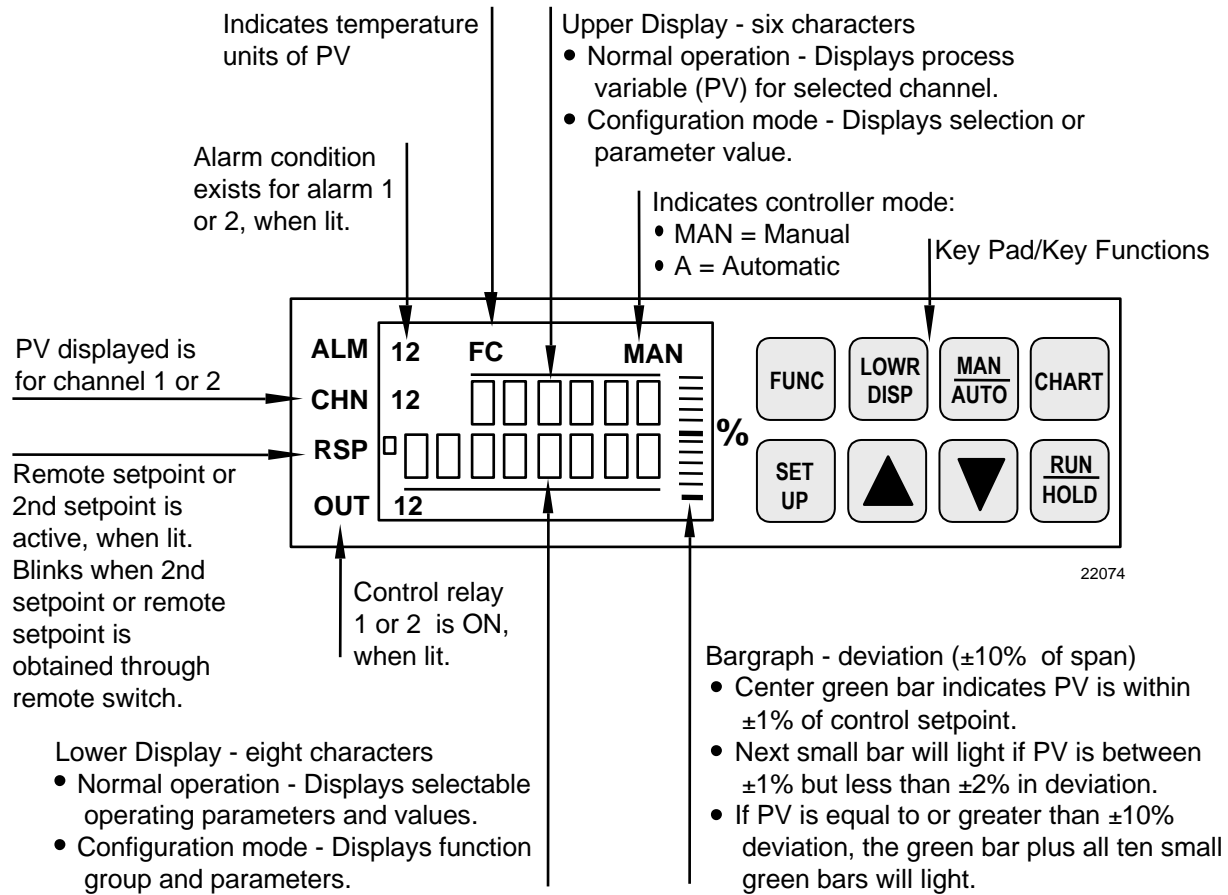 Indicates temperature
units of PV
Upper Display - six characters
• Normal operation - Displays process
variable (PV) for selected channel.
• Configuration mode - Displays selection or
parameter value.
Alarm condition
exists for alarm 1
or 2, when lit.
Indicates controller mode:
• MAN = Manual
• A = Automatic
Key Pad/Key Functions
PV displayed is
for channel 1 or 2
ALM 12 FC MAN
CHN 12
RSP
OUT 12
%
FUNC
LOWR
DISP
MAN
AUTO
CHART
SET
UP
RUN
HOLD
22074
Remote setpoint or
2nd setpoint is
active, when lit.
Blinks when 2nd
setpoint or remote
setpoint is
obtained through
remote switch.
Control relay
1 or 2 is ON,
when lit.
Bargraph - deviation (±10% of span)
• Center green bar indicates PV is within
±1% of control setpoint.
• Next small bar will light if PV is between
±1% but less than ±2% in deviation.
• If PV is equal to or greater than ±10%
deviation, the green bar plus all ten small
green bars will light.
Lower Display - eight characters
• Normal operation - Displays selectable
operating parameters and values.
• Configuration mode - Displays function
group and parameters.